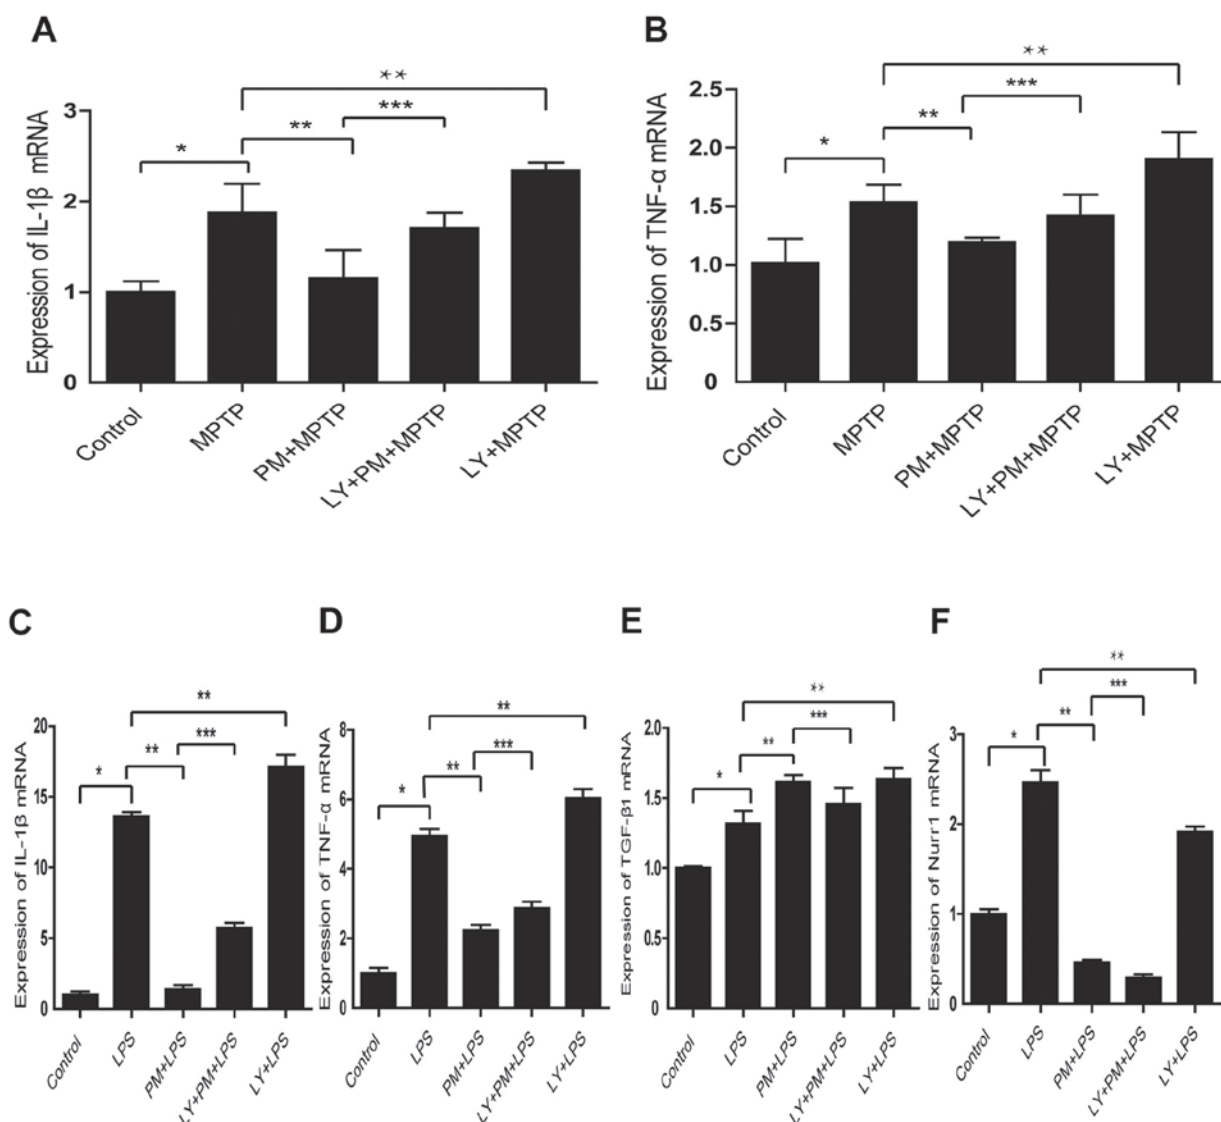 A
Expression of IL-1β mRNA
3
2
1
0
*
**
***
**
Control
MPTP
PM+MPTP
LY+PM+MPTP
LY+MPTP
B
Expression of TNF-α mRNA
2.5
2.0
1.5
1.0
0.5
0
*
**
***
**
Control
MPTP
PM+MPTP
LY+PM+MPTP
LY+MPTP
C
Expression of IL-1β mRNA
20
15
10
5
0
*
**
***
**
Control
LPS
PM+LPS
LY+PM+LPS
LY+LPS
D
Expression of TNF-α mRNA
8
6
4
2
0
*
**
***
**
Control
LPS
PM+LPS
LY+PM+LPS
LY+LPS
E
Expression of TGF-β1 mRNA
2.0
1.5
1.0
0.5
0
*
**
***
**
Control
LPS
PM+LPS
LY+PM+LPS
LY+LPS
F
Expression of Nurr1 mRNA
3
2
1
0
*
**
***
**
Control
LPS
PM+LPS
LY+PM+LPS
LY+LPS